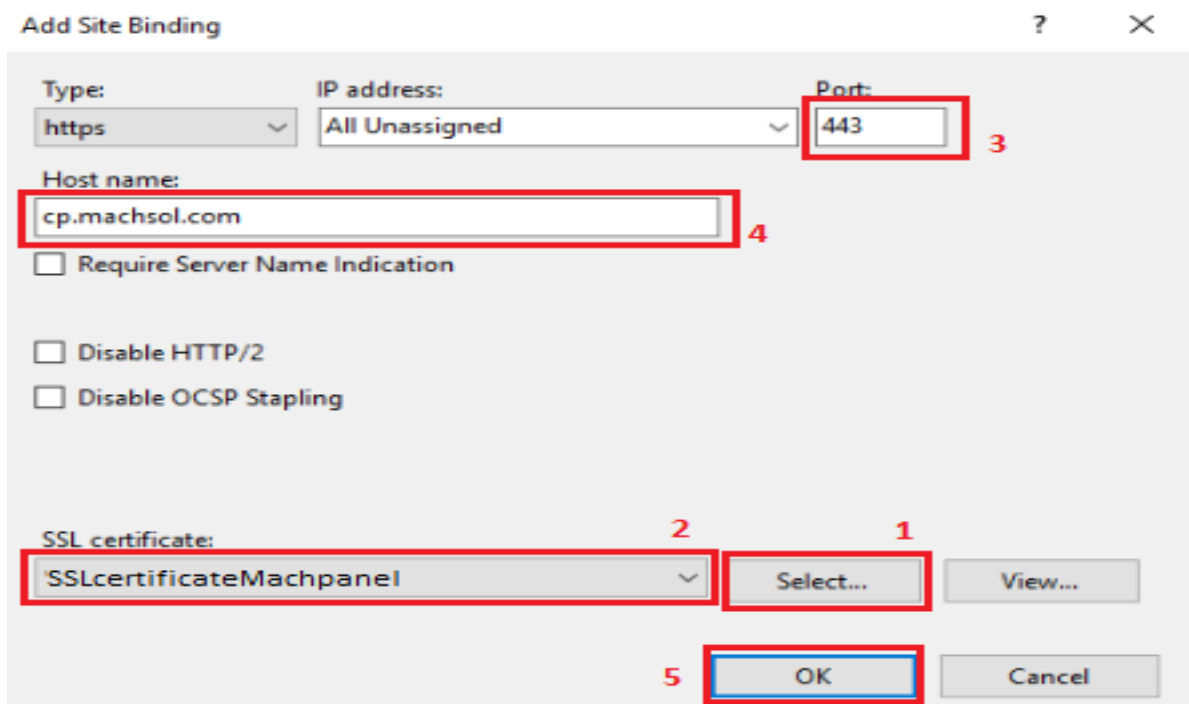 Add Site Binding ? ×
Type: IP address: Port:
https All Unassigned 443 3
Host name:
cp.machsol.com 4
Require Server Name Indication
Disable HTTP/2
Disable OCSP Stapling
SSL certificate: 2 1
'SSLcertificateMachpanel Select... View...
5 OK Cancel